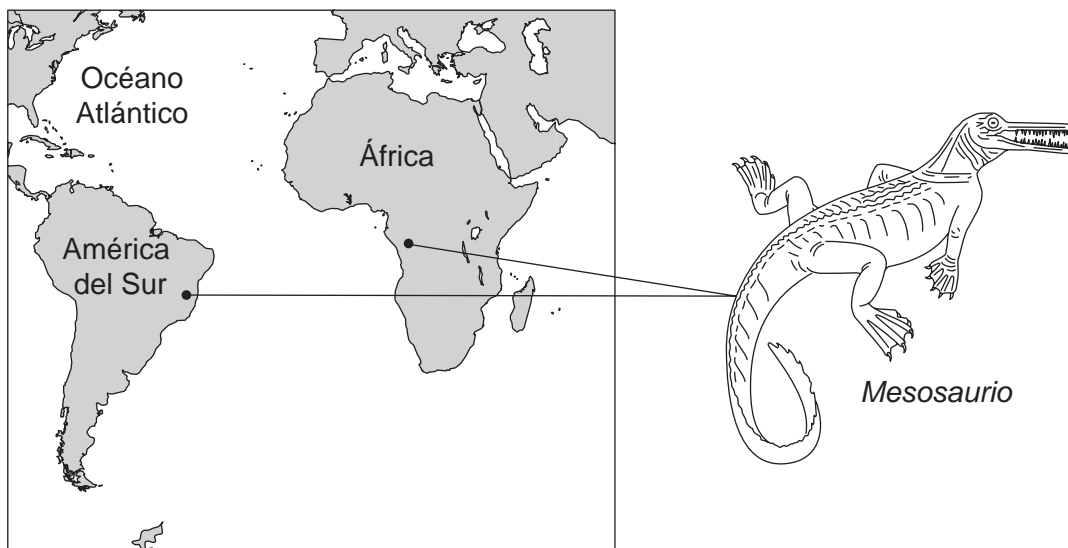 Océano
Atlántico
África
América
del Sur
Mesosaurio